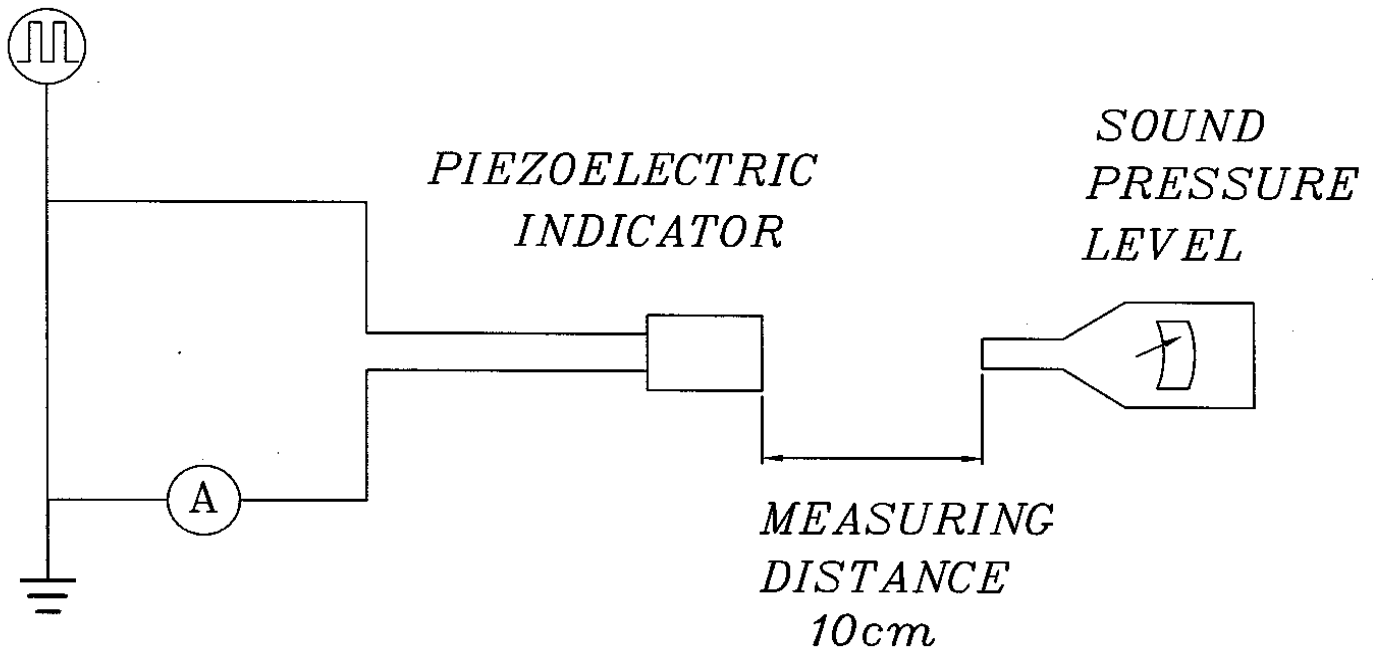 PIEZOELECTRIC
INDICATOR
SOUND
PRESSURE
LEVEL
A
MEASURING
DISTANCE
10cm